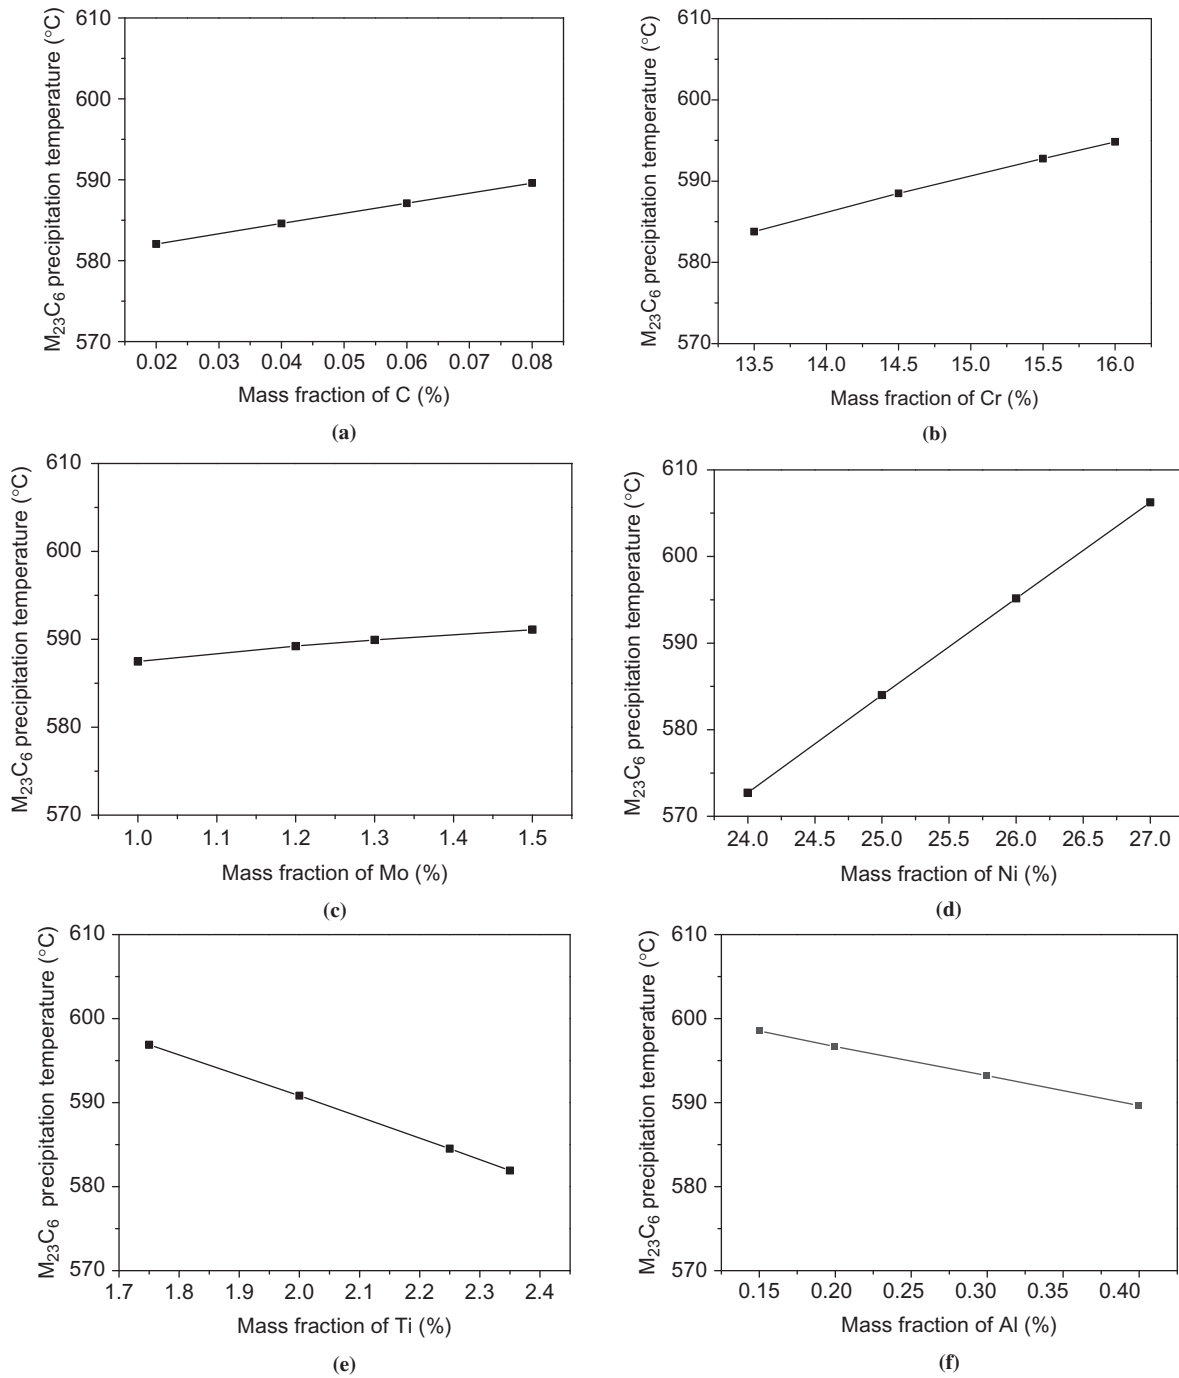 M23C6 precipitation temperature (°C)
610
600
590
580
570
0.02 0.03 0.04 0.05 0.06 0.07 0.08
Mass fraction of C (%)
(a)
M23C6 precipitation temperature (°C)
610
600
590
580
570
13.5 14.0 14.5 15.0 15.5 16.0
Mass fraction of Cr (%)
(b)
M23C6 precipitation temperature (°C)
610
600
590
580
570
1.0 1.1 1.2 1.3 1.4 1.5
Mass fraction of Mo (%)
(c)
M23C6 precipitation temperature (°C)
610
600
590
580
570
24.0 24.5 25.0 25.5 26.0 26.5 27.0
Mass fraction of Ni (%)
(d)
M23C6 precipitation temperature (°C)
610
600
590
580
570
1.7 1.8 1.9 2.0 2.1 2.2 2.3 2.4
Mass fraction of Ti (%)
(e)
M23C6 precipitation temperature (°C)
610
600
590
580
570
0.15 0.20 0.25 0.30 0.35 0.40
Mass fraction of Al (%)
(f)